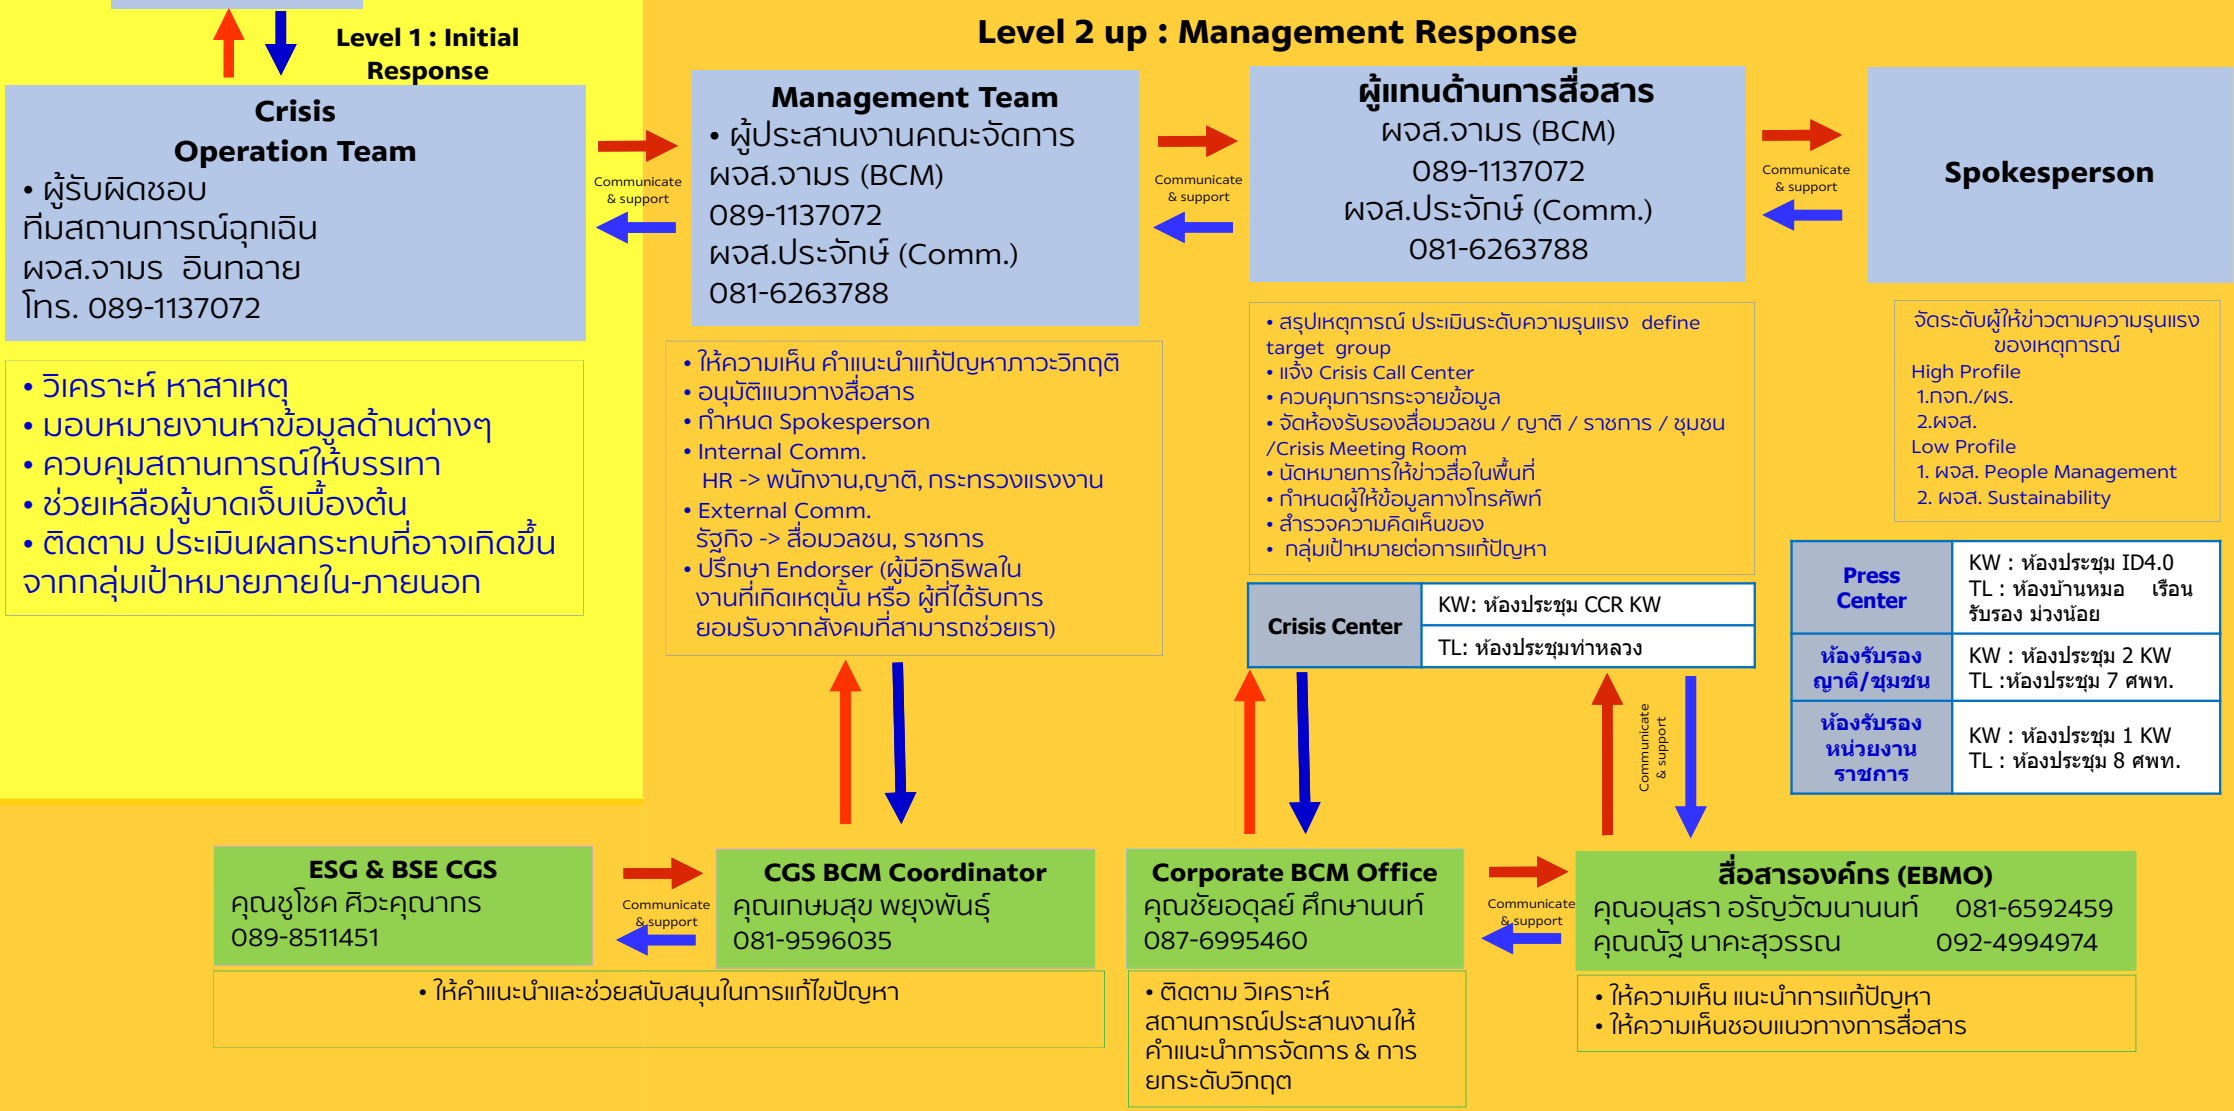 Level 1 : Initial
Response
Level 2 up : Management Response
Crisis
Operation Team
• ผู้รับผิดชอบ
ทีมสถานการณ์ฉุกเฉิน
ผจส.จามร อินทฉาย
โทร. 089-1137072
Communicate
& support
Management Team
• ผู้ประสานงานคณะจัดการ
ผจส.จามร (BCM)
089-1137072
ผจส.ประจักษ์ (Comm.)
081-6263788
Communicate
& support
ผู้แทนด้านการสื่อสาร
ผจส.จามร (BCM)
089-1137072
ผจส.ประจักษ์ (Comm.)
081-6263788
Communicate
& support
Spokesperson
• วิเคราะห์ หาสาเหตุ
• มอบหมายงานหาข้อมูลด้านต่างๆ
• ควบคุมสถานการณ์ให้บรรเทา
• ช่วยเหลือผู้บาดเจ็บเบื้องต้น
• ติดตาม ประเมินผลกระทบที่อาจเกิดขึ้น
จากกลุ่มเป้าหมายภายใน-ภายนอก
• ให้ความเห็น คำแนะนำแก้ปัญหาภาวะวิกฤติ
• อนุมัติแนวทางสื่อสาร
• กำหนด Spokesperson
• Internal Comm.
HR -> พนักงาน,ญาติ, กระทรวงแรงงาน
• External Comm.
รัฐกิจ -> สื่อมวลชน, ราชการ
• ปรึกษา Endorser (ผู้มีอิทธิพลใน
งานที่เกิดเหตุนั้น หรือ ผู้ที่ได้รับการ
ยอมรับจากสังคมที่สามารถช่วยเรา)
• สรุปเหตุการณ์ ประเมินระดับความรุนแรง define
target group
• แจ้ง Crisis Call Center
• ควบคุมการกระจายข้อมูล
• จัดห้องรับรองสื่อมวลชน / ญาติ / ราชการ / ชุมชน
/Crisis Meeting Room
• นัดหมายการให้ข่าวสื่อในพื้นที่
• กำหนดผู้ให้ข้อมูลทางโทรศัพท์
• สำรวจความคิดเห็นของ
• กลุ่มเป้าหมายต่อการแก้ปัญหา
จัดระดับผู้ให้ข่าวตามความรุนแรง
ของเหตุการณ์
High Profile
1.กจก./ผร.
2.ผจส.
Low Profile
1. ผจส. People Management
2. ผจส. Sustainability
Crisis Center
KW: ห้องประชุม CCR KW
TL: ห้องประชุมท่าหลวง
Press
Center
KW : ห้องประชุม ID4.0
TL : ห้องบ้านหมอ เรือน
รับรอง ม่วงน้อย
ห้องรับรอง
ญาติ/ชุมชน
KW : ห้องประชุม 2 KW
TL :ห้องประชุม 7 ศพท.
ห้องรับรอง
หน่วยงาน
ราชการ
KW : ห้องประชุม 1 KW
TL : ห้องประชุม 8 ศพท.
Communicate
& support
ESG & BSE CGS
คุณชูโชค ศิวะคุณากร
089-8511451
Communicate
& support
CGS BCM Coordinator
คุณเกษมสุข พยุงพันธุ์
081-9596035
Corporate BCM Office
คุณชัยอดุลย์ ศึกษานนท์
087-6995460
Communicate
& support
สื่อสารองค์กร (EBMO)
คุณอนุสรา อรัญวัฒนานนท์ 081-6592459
คุณณัฐ นาคะสุวรรณ 092-4994974
• ให้คำแนะนำและช่วยสนับสนุนในการแก้ไขปัญหา
• ติดตาม วิเคราะห์
สถานการณ์ประสานงานให้
คำแนะนำการจัดการ & การ
ยกระดับวิกฤต
• ให้ความเห็น แนะนำการแก้ปัญหา
• ให้ความเห็นชอบแนวทางการสื่อสาร